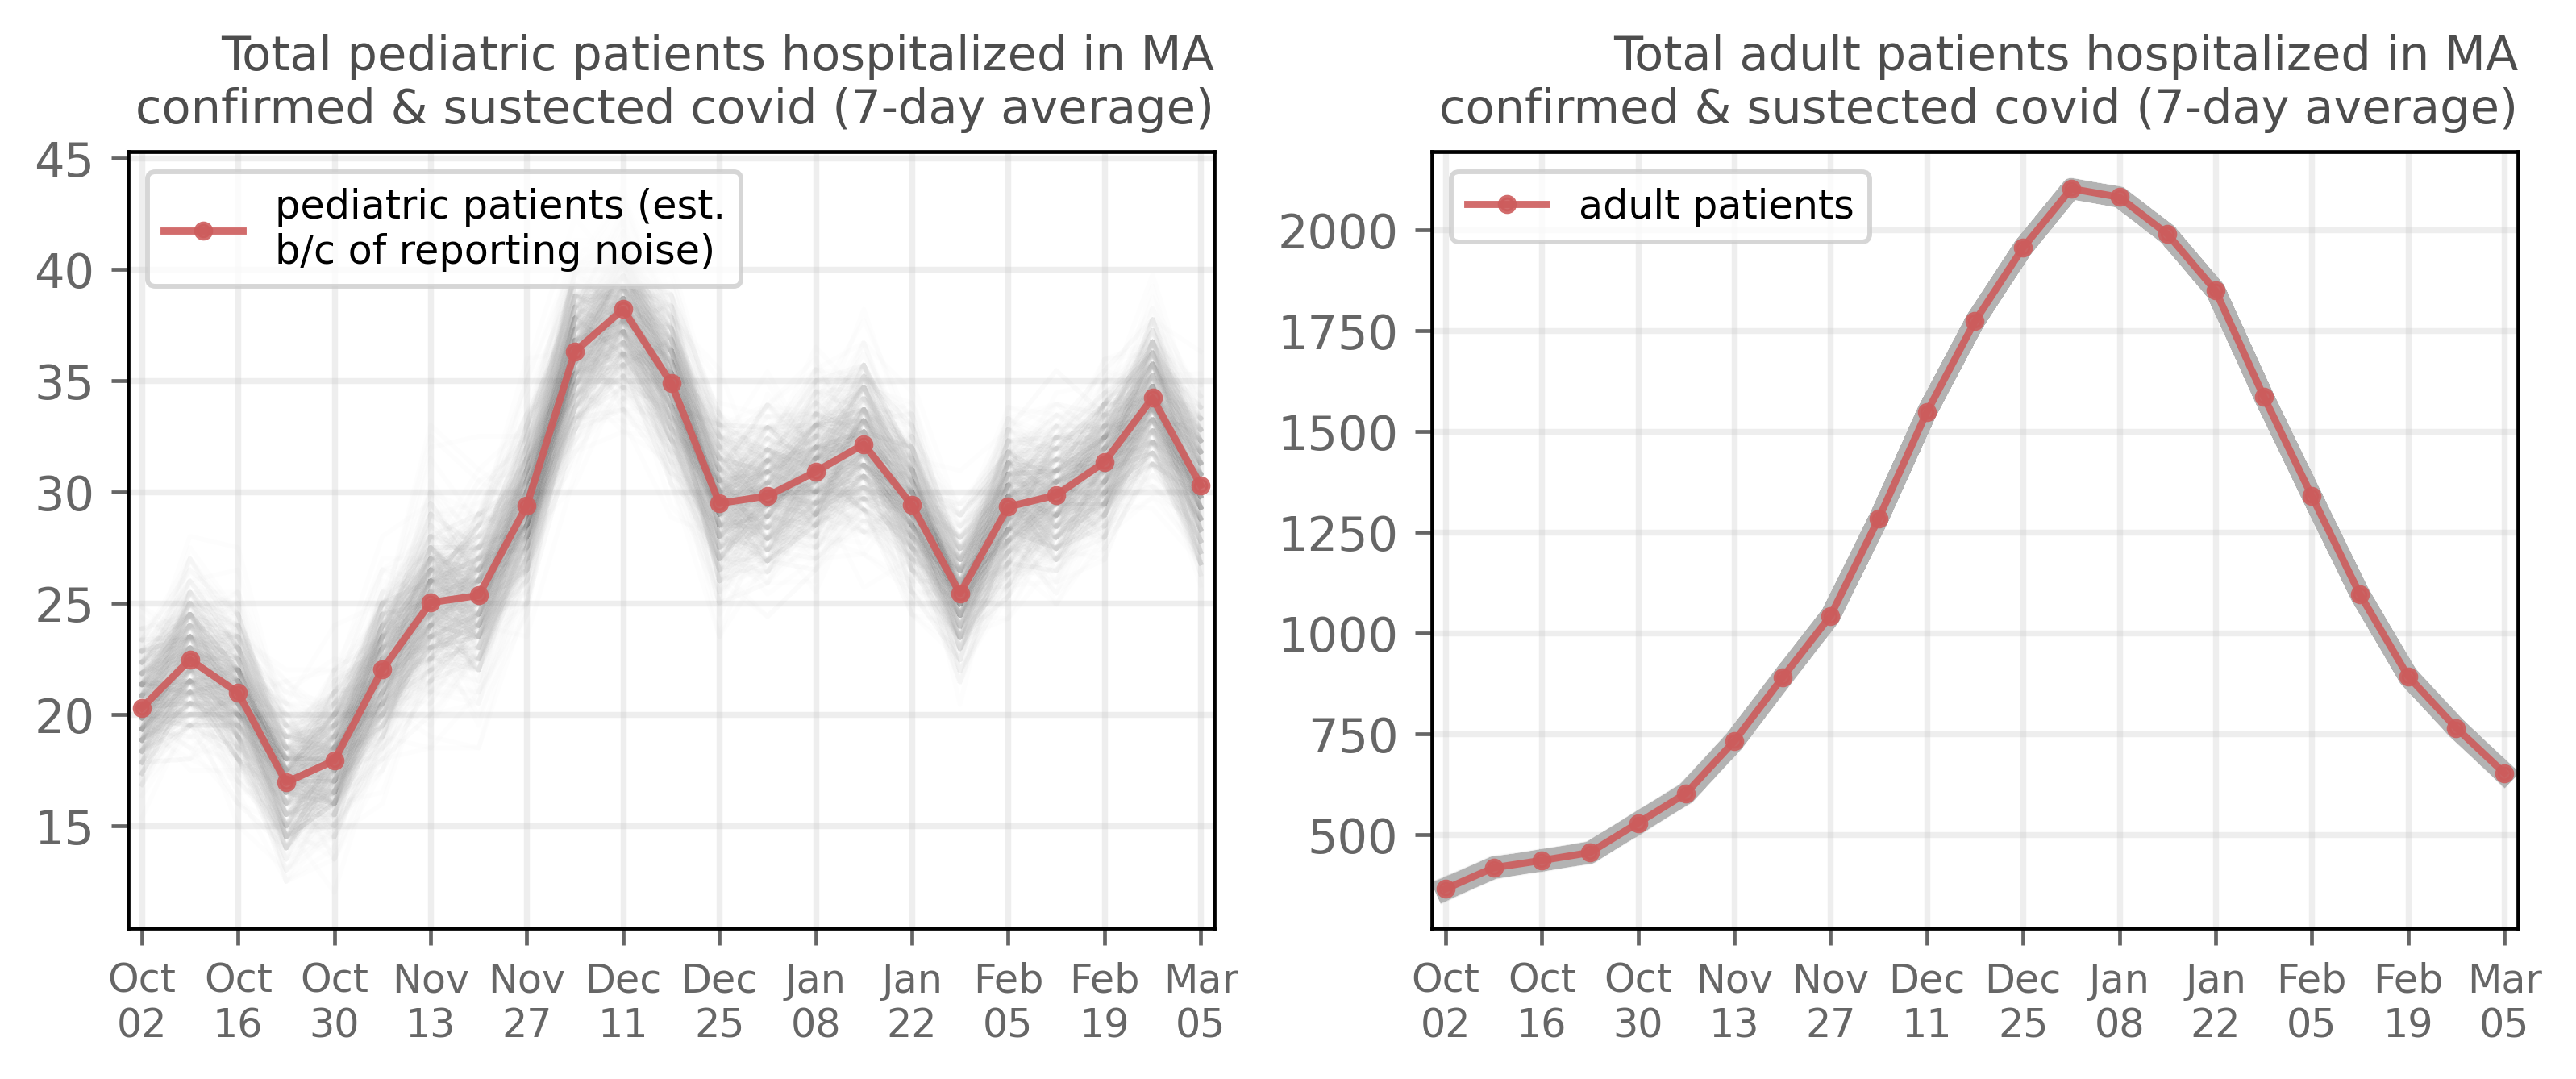 Total pediatric patients hospitalized in MA
confirmed & sustected covid (7-day average)
pediatric patients (est.
b/c of reporting noise)
45
40
35
30
25
20
15
Oct Oct Oct Nov Nov Dec Dec Jan Jan Feb Feb Mar
02 16 30 13 27 11 25 08 22 05 19 05
Total adult patients hospitalized in MA
confirmed & sustected covid (7-day average)
adult patients
2000
1750
1500
1250
1000
750
500
Oct Oct Oct Nov Nov Dec Dec Jan Jan Feb Feb Mar
02 16 30 13 27 11 25 08 22 05 19 05